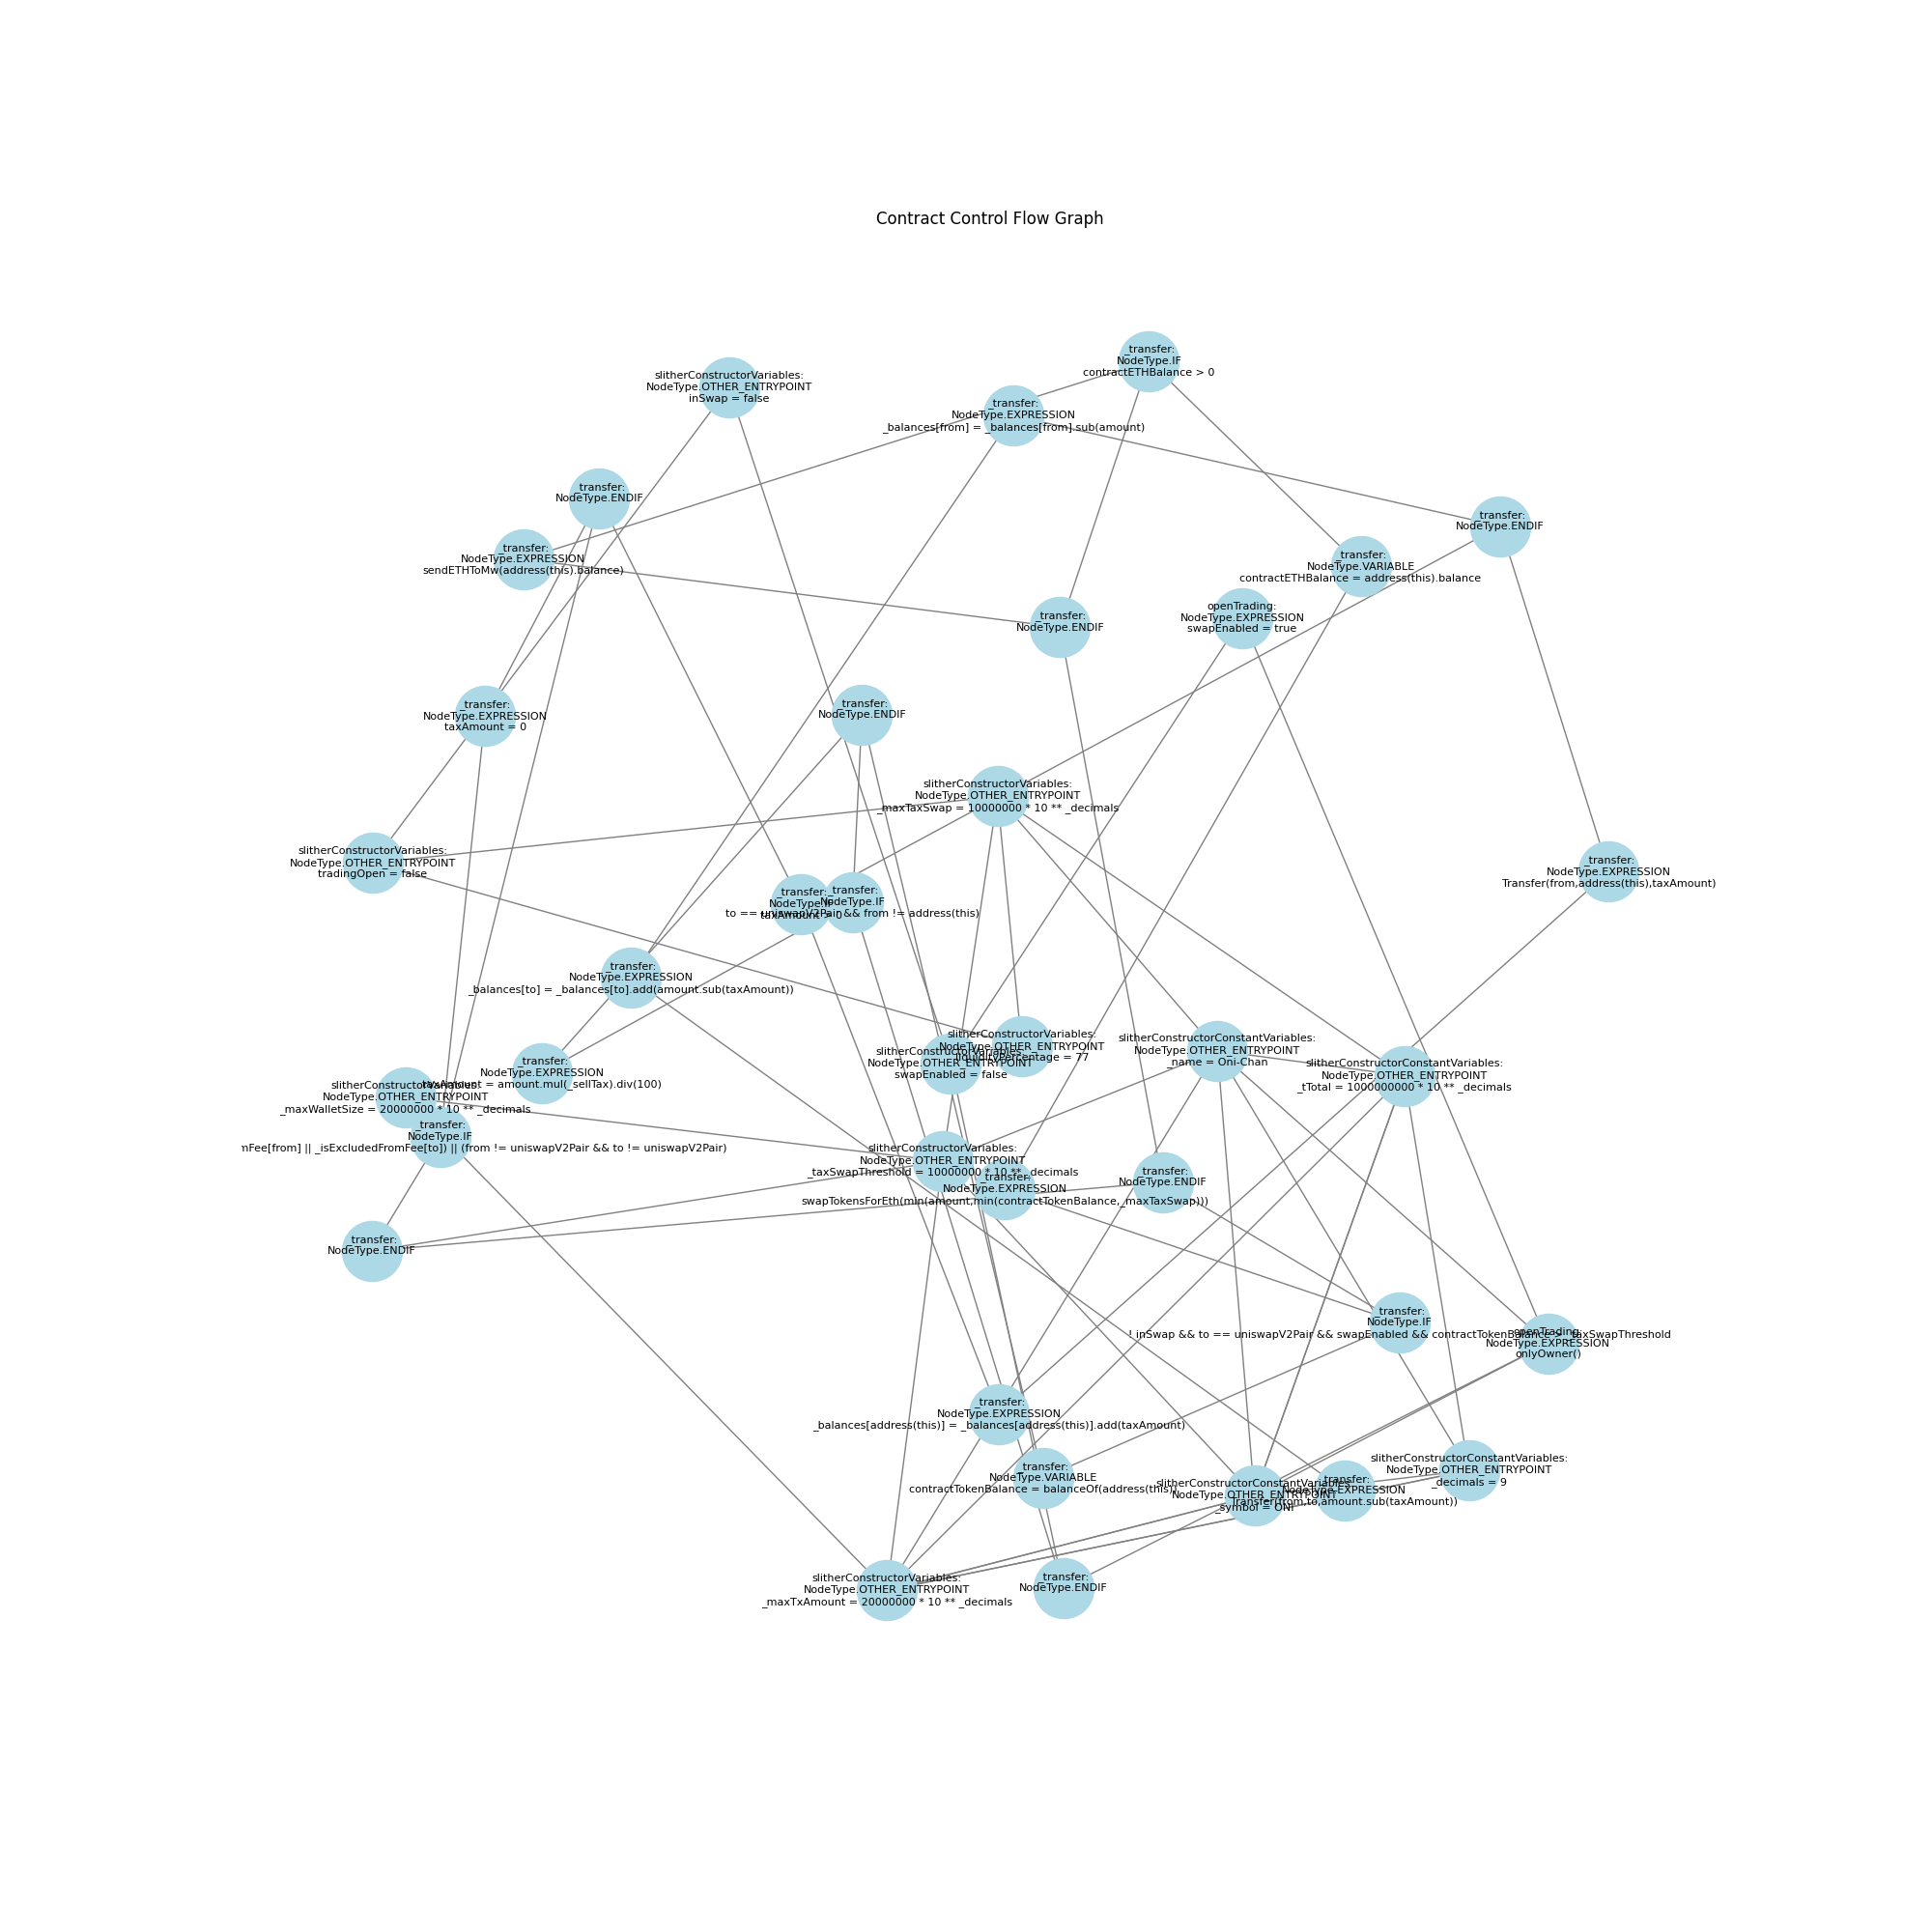 Contract Control Flow Graph
_transfer:
NodeType.IF
contractETHBalance > 0
slitherConstructorVariables:
NodeType.OTHER_ENTRYPOINT
inSwap = false
_transfer:
NodeType.EXPRESSION
_balances[from] = _balances[from].sub(amount)
_transfer:
NodeType.ENDIF
_transfer:
NodeType.ENDIF
_transfer:
NodeType.EXPRESSION
sendETHToMw(address(this).balance)
_transfer:
NodeType.VARIABLE
contractETHBalance = address(this).balance
openTrading:
NodeType.EXPRESSION
swapEnabled = true
_transfer:
NodeType.ENDIF
_transfer:
NodeType.EXPRESSION
taxAmount = 0
_transfer:
NodeType.ENDIF
slitherConstructorVariables:
NodeType.OTHER_ENTRYPOINT
_maxTaxSwap = 10000000 * 10 ** _decimals
slitherConstructorVariables:
NodeType.OTHER_ENTRYPOINT
tradingOpen = false
_transfer:
NodeType.EXPRESSION
Transfer(from,address(this),taxAmount)
_transfer:
NodeType.IF
taxAmount > 0
_transfer:
NodeType.IF
to == uniswapV2Pair && from != address(this)
_transfer:
NodeType.EXPRESSION
_balances[to] = _balances[to].add(amount.sub(taxAmount))
slitherConstructorVariables:
NodeType.OTHER_ENTRYPOINT
liquidityPercentage = 77
slitherConstructorVariables:
NodeType.OTHER_ENTRYPOINT
swapEnabled = false
slitherConstructorConstantVariables:
NodeType.OTHER_ENTRYPOINT
_name = Oni-Chan
slitherConstructorConstantVariables:
NodeType.OTHER_ENTRYPOINT
_tTotal = 1000000000 * 10 ** _decimals
_transfer:
NodeType.EXPRESSION
taxAmount = amount.mul(_sellTax).div(100)
slitherConstructorVariables:
NodeType.OTHER_ENTRYPOINT
_maxWalletSize = 20000000 * 10 ** _decimals
_transfer:
NodeType.IF
mFee[from] || _isExcludedFromFee[to]) || (from != uniswapV2Pair && to != uniswapV2Pair)
slitherConstructorVariables:
NodeType.OTHER_ENTRYPOINT
_taxSwapThreshold = 10000000 * 10 ** _decimals
_transfer:
NodeType.EXPRESSION
swapTokensForEth(min(amount,min(contractTokenBalance,_maxTaxSwap)))
_transfer:
NodeType.ENDIF
_transfer:
NodeType.ENDIF
_transfer:
NodeType.IF
! inSwap && to == uniswapV2Pair && swapEnabled && contractTokenBalance > _taxSwapThreshold
openTrading:
NodeType.EXPRESSION
onlyOwner()
_transfer:
NodeType.EXPRESSION
_balances[address(this)] = _balances[address(this)].add(taxAmount)
_transfer:
NodeType.VARIABLE
contractTokenBalance = balanceOf(address(this))
slitherConstructorConstantVariables:
NodeType.OTHER_ENTRYPOINT
_decimals = 9
slitherConstructorConstantVariables:
NodeType.OTHER_ENTRYPOINT
_symbol = ONI
_transfer:
NodeType.EXPRESSION
Transfer(from,to,amount.sub(taxAmount))
slitherConstructorVariables:
NodeType.OTHER_ENTRYPOINT
_maxTxAmount = 20000000 * 10 ** _decimals
_transfer:
NodeType.ENDIF